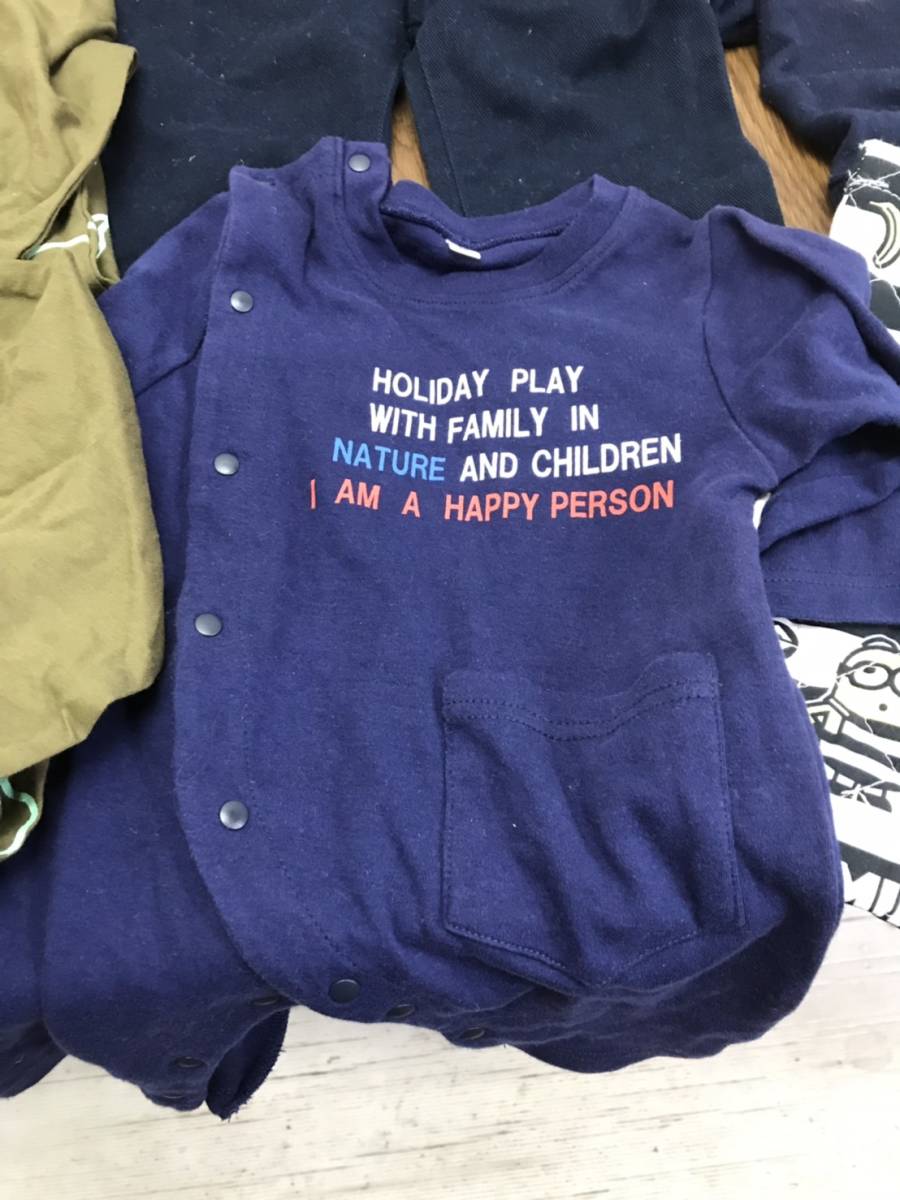 HOLIDAY PLAY
WITH FAMILY IN
NATURE AND CHILDREN
I AM A HAPPY PERSON